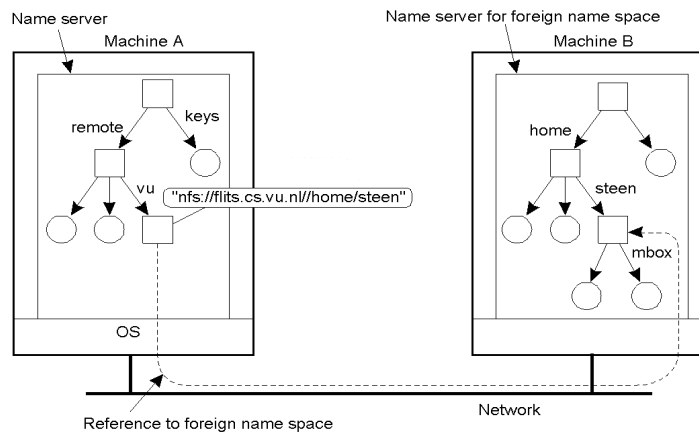 Name server
Name server for foreign name space
Machine A
Machine B
keys
remote
home
vu
steen
"nfs://flits.cs.vu.nl//home/steen"
mbox
OS
Network
Reference to foreign name space